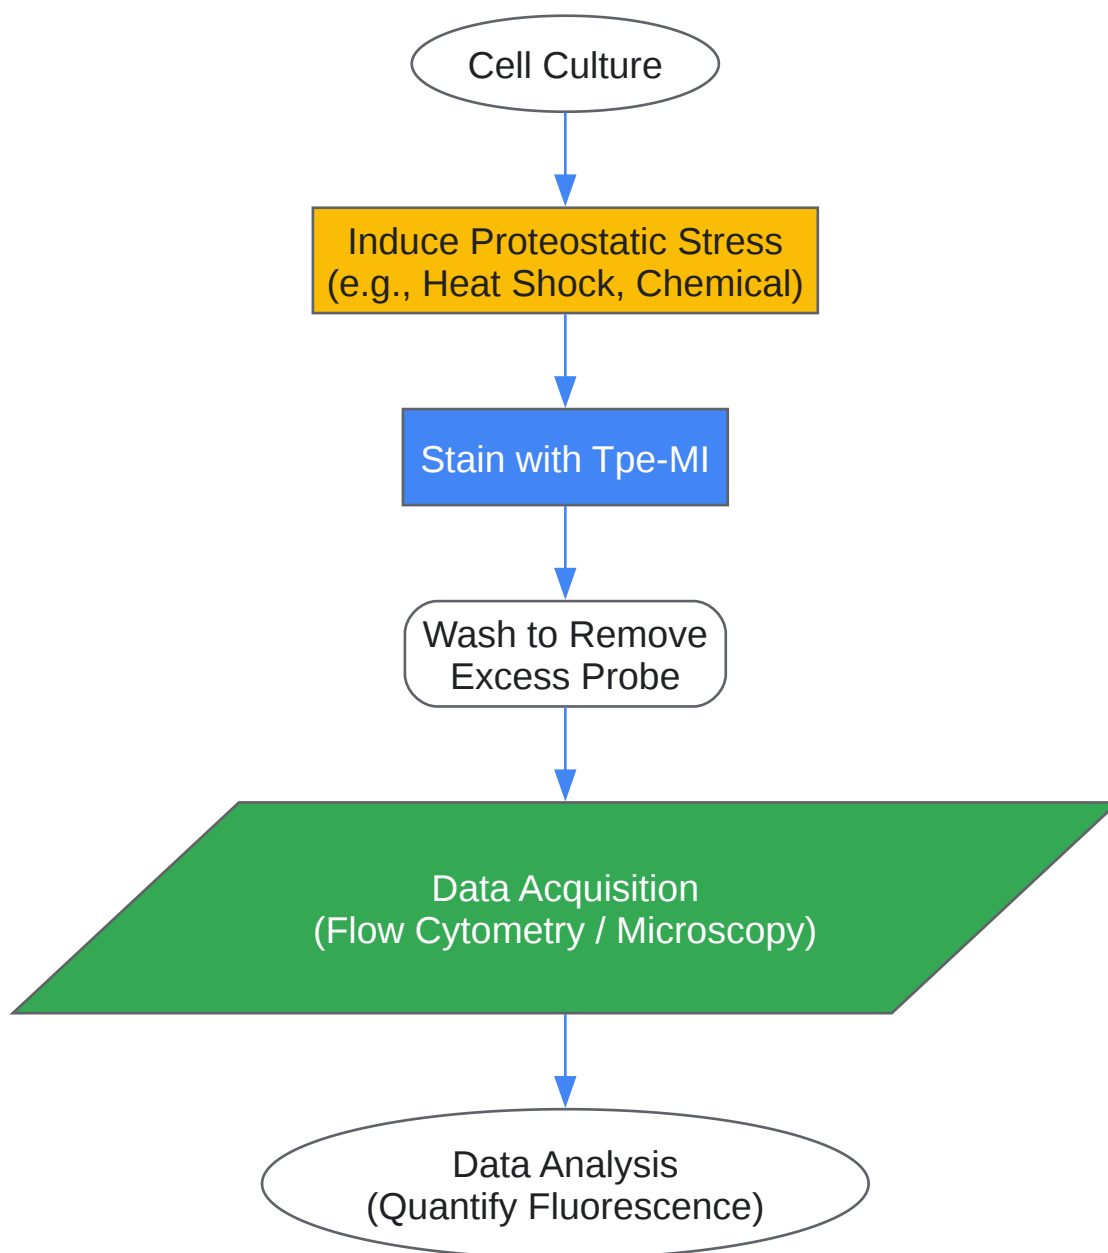 Cell Culture
Induce Proteostatic Stress
(e.g., Heat Shock, Chemical)
Stain with Tpe-MI
Wash to Remove
Excess Probe
Data Acquisition
(Flow Cytometry / Microscopy)
Data Analysis
(Quantify Fluorescence)